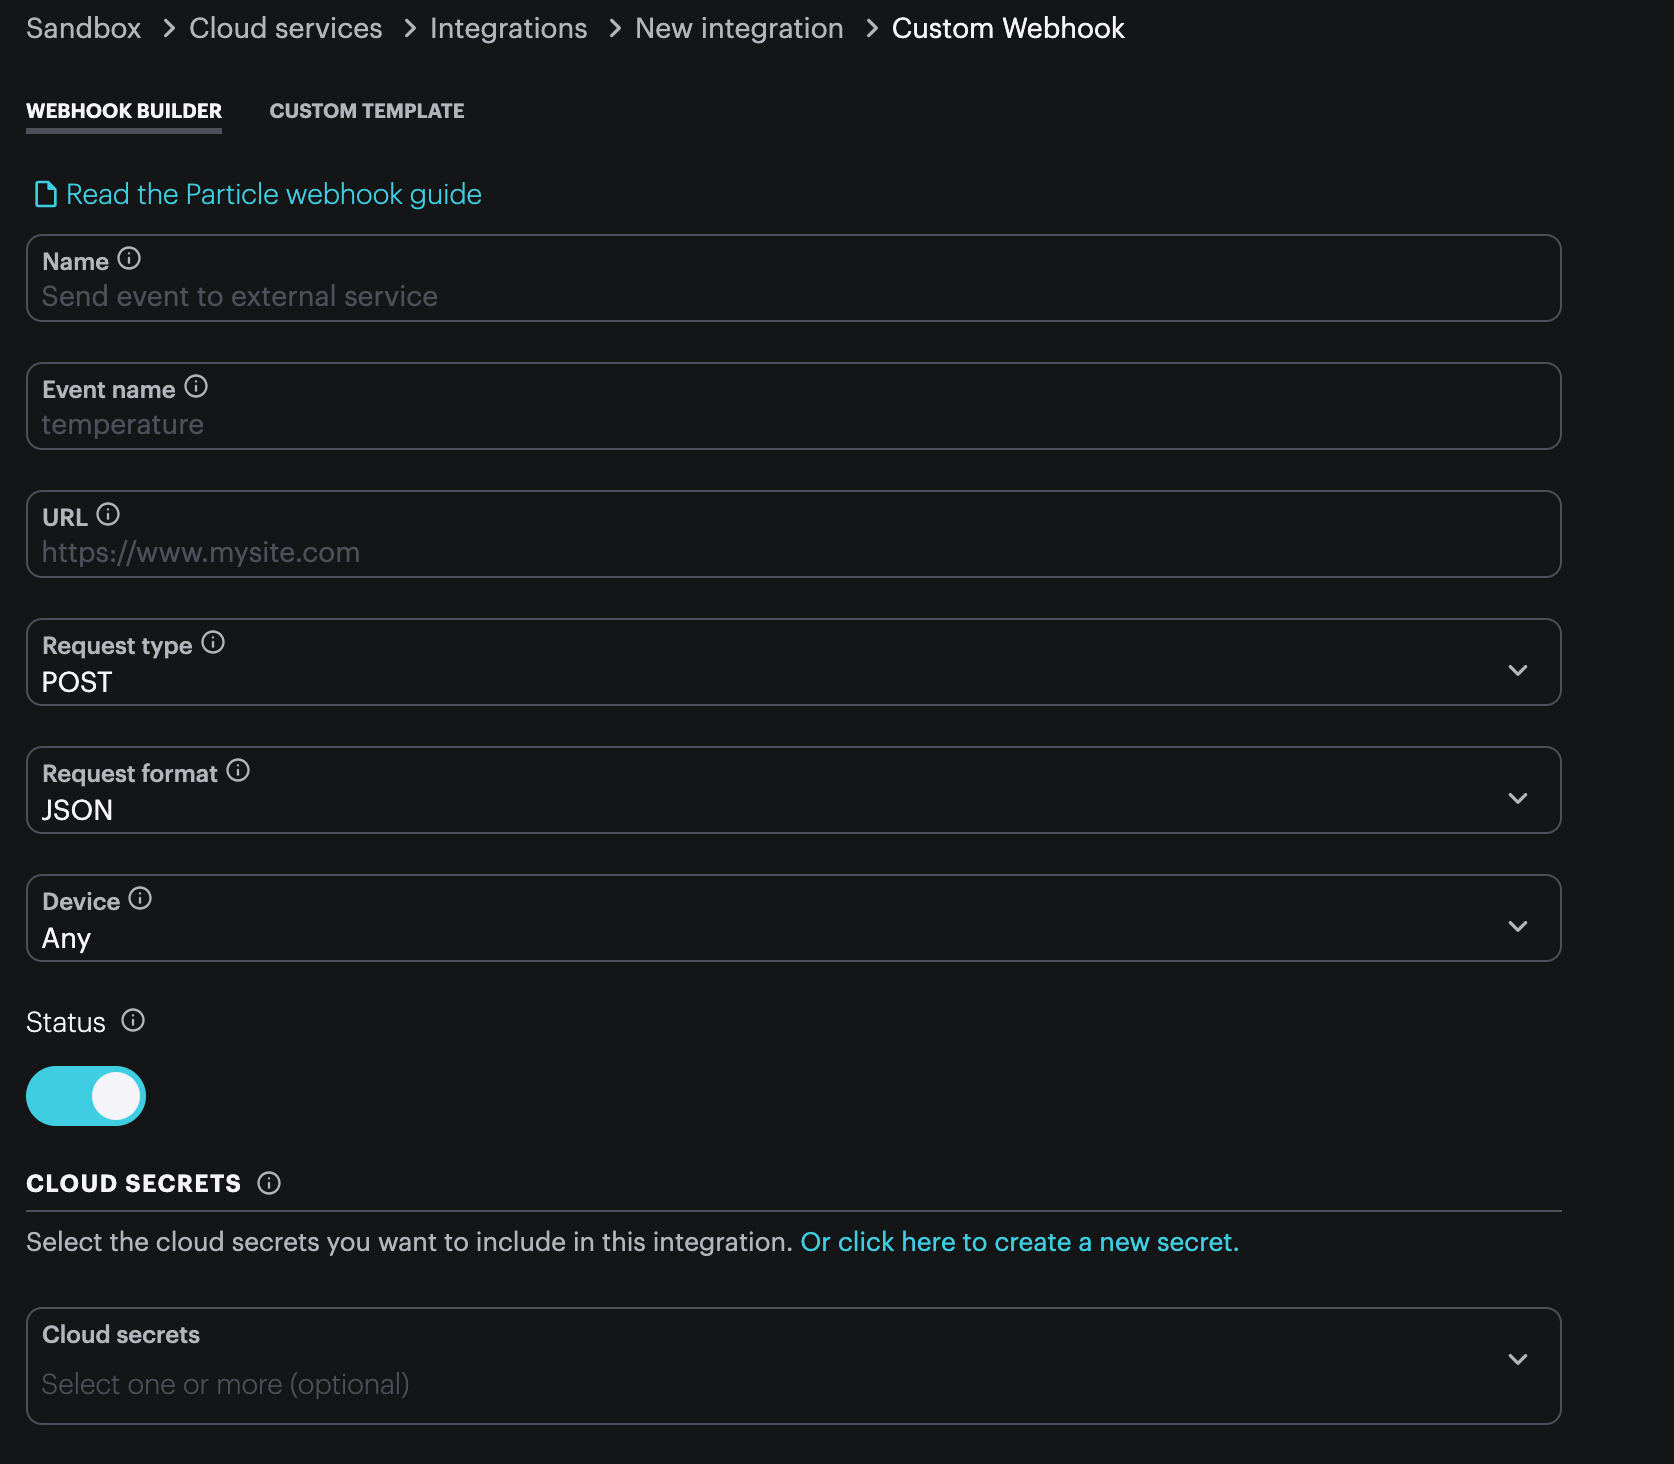 Sandbox > Cloud services > Integrations > New integration > Custom Webhook
WEBHOOK BUILDER CUSTOM TEMPLATE
Read the Particle webhook guide
Name
Send event to external service
Event name
temperature
URL
https://www.mysite.com
Request type
POST
Request format
JSON
Device
Any
Status
CLOUD SECRETS
Select the cloud secrets you want to include in this integration. Or click here to create a new secret.
Cloud secrets
Select one or more (optional)